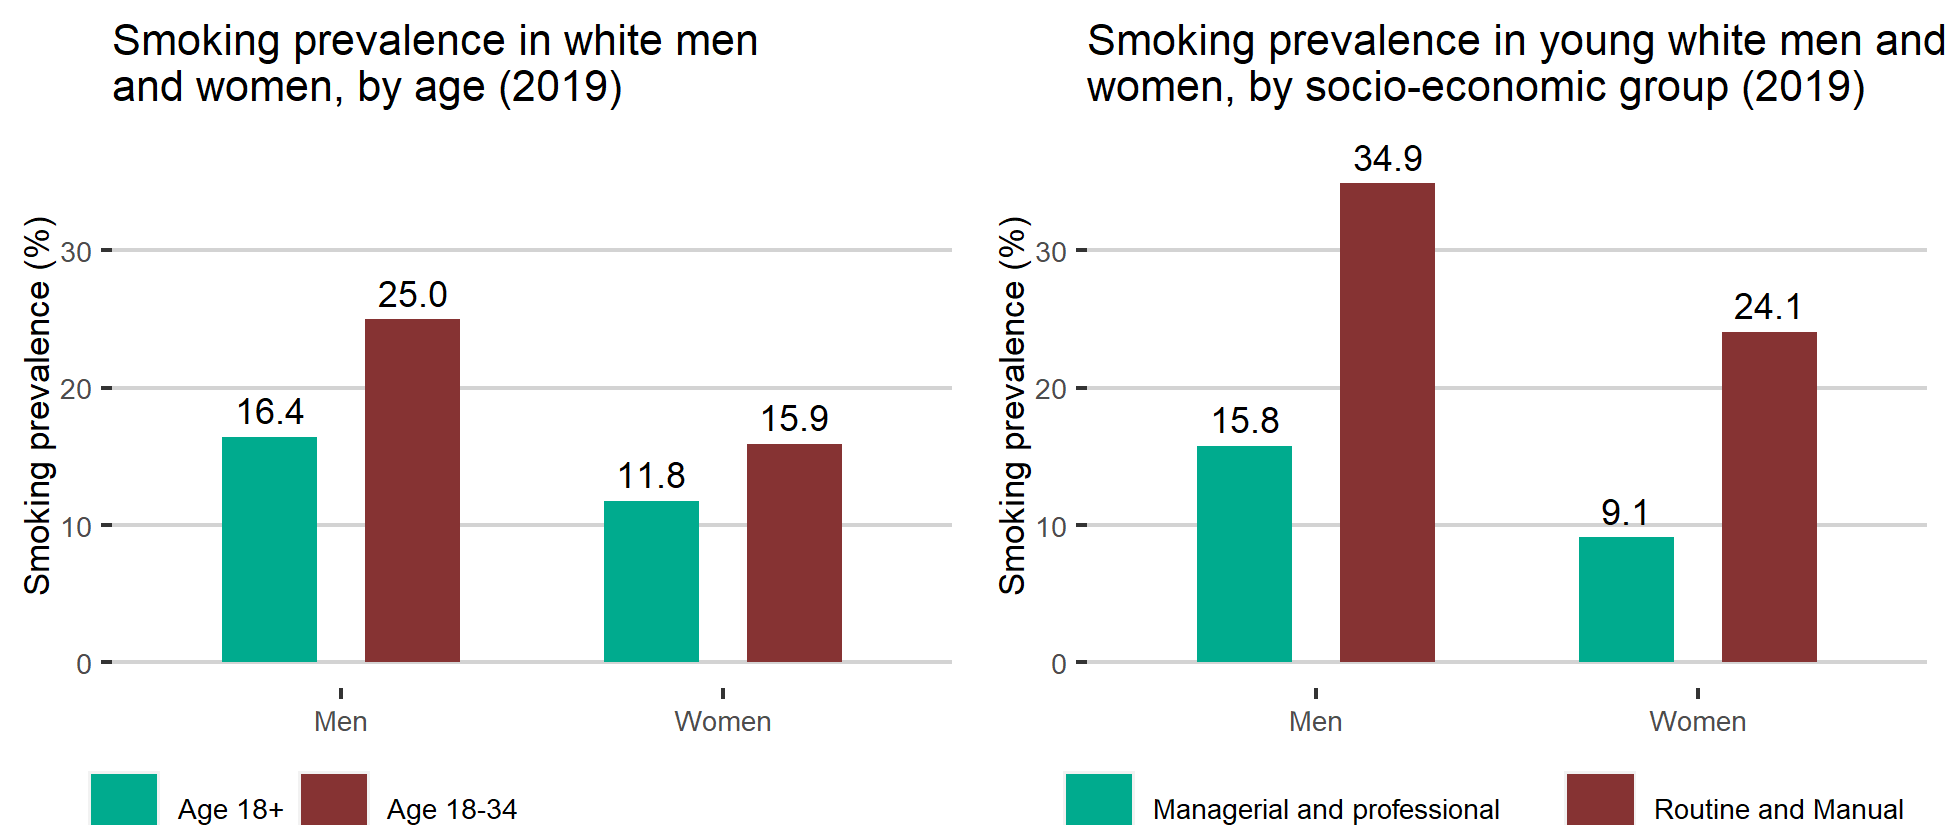 Smoking prevalence in white men
and women, by age (2019)
Smoking prevalence (%)
30
20
10
0
16.4
25.0
11.8
15.9
Men
Women
Age 18+
Age 18-34
Smoking prevalence in young white men and
women, by socio-economic group (2019)
Smoking prevalence (%)
30
20
10
0
15.8
34.9
9.1
24.1
Men
Women
Managerial and professional
Routine and Manual